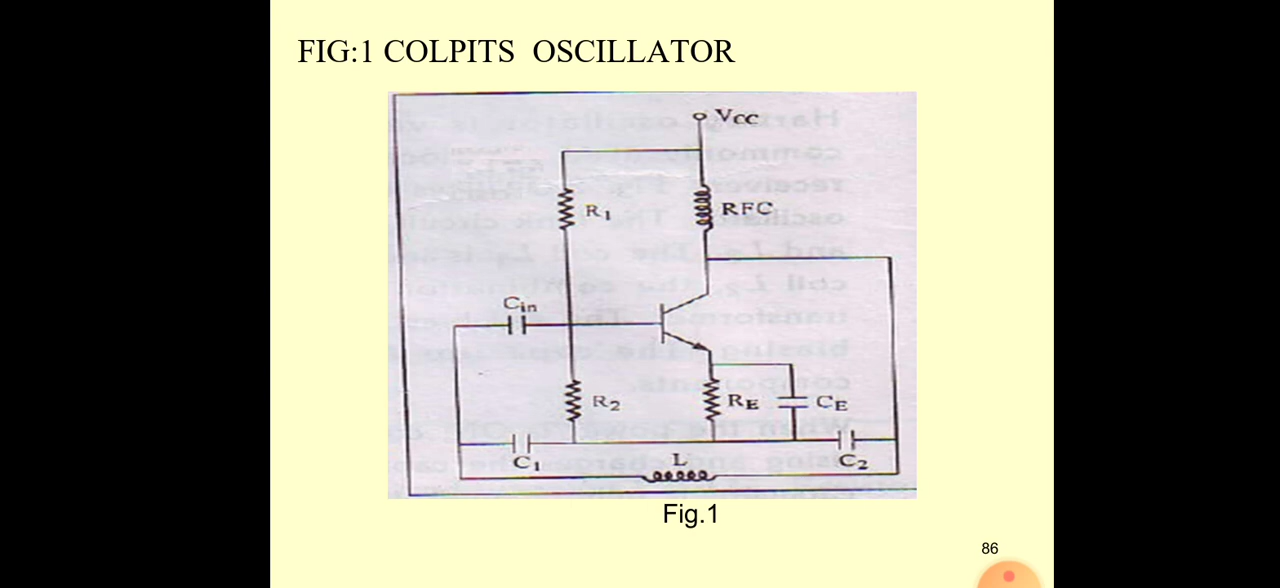 FIG:1 COLPITS  OSCILLATOR
Vcc
R1
RFC
Cin
R2
RE
CE
C1
L
C2
Fig.1
86